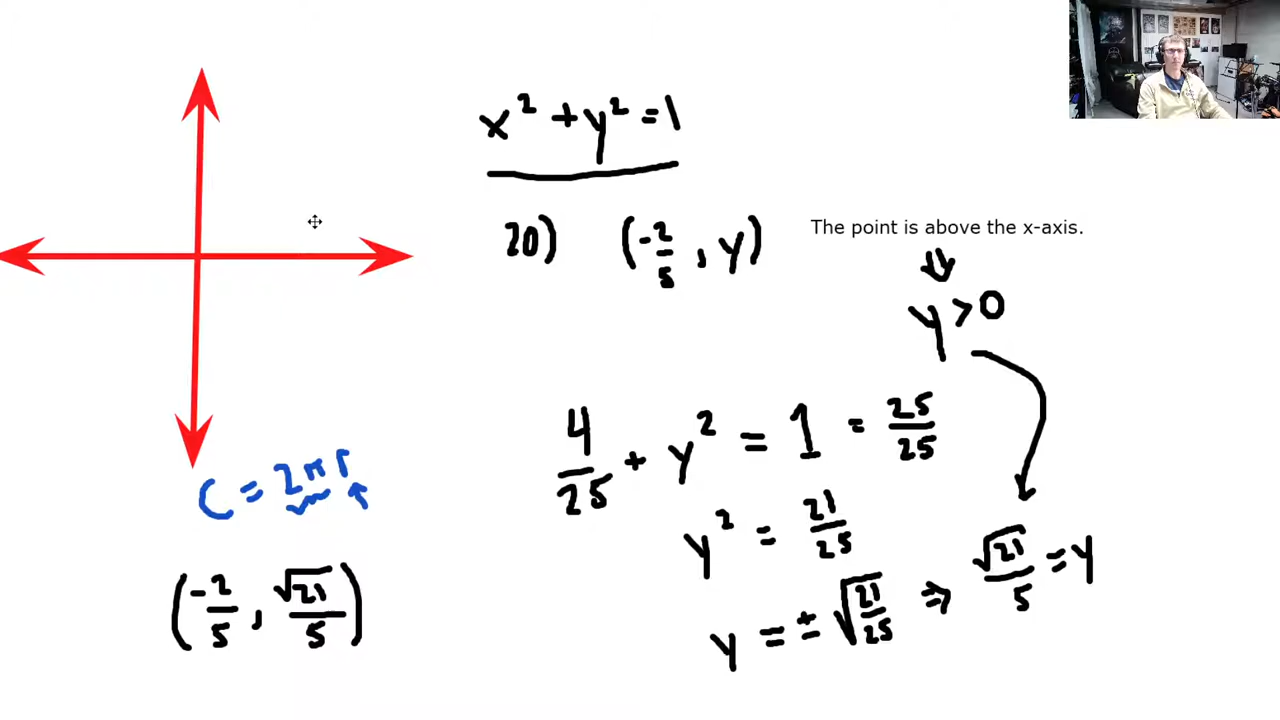 x² + y² = 1
20) (-2/5, y)
The point is above the x-axis.
⇓
y > 0
4/25 + y² = 1 = 25/25
y² = 21/25
y = ± √(21/25) ⇒ √21/5 = y
C = 2πr
(-2/5, √21/5)